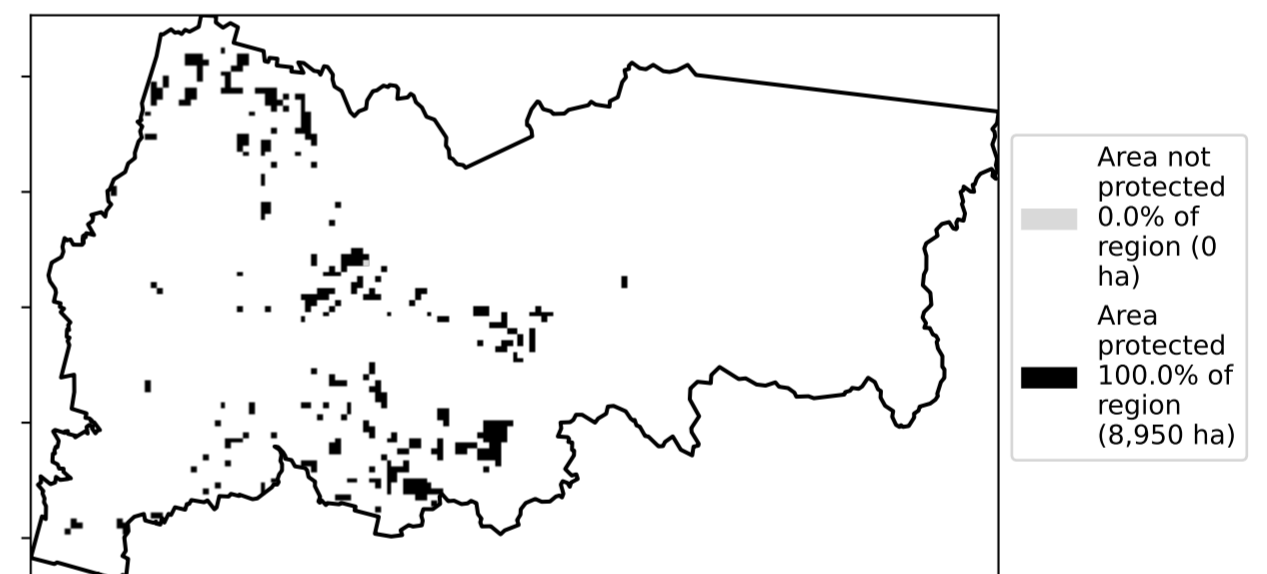 Area not
protected
0.0% of
region (0
ha)
Area
protected
100.0% of
region
(8,950 ha)